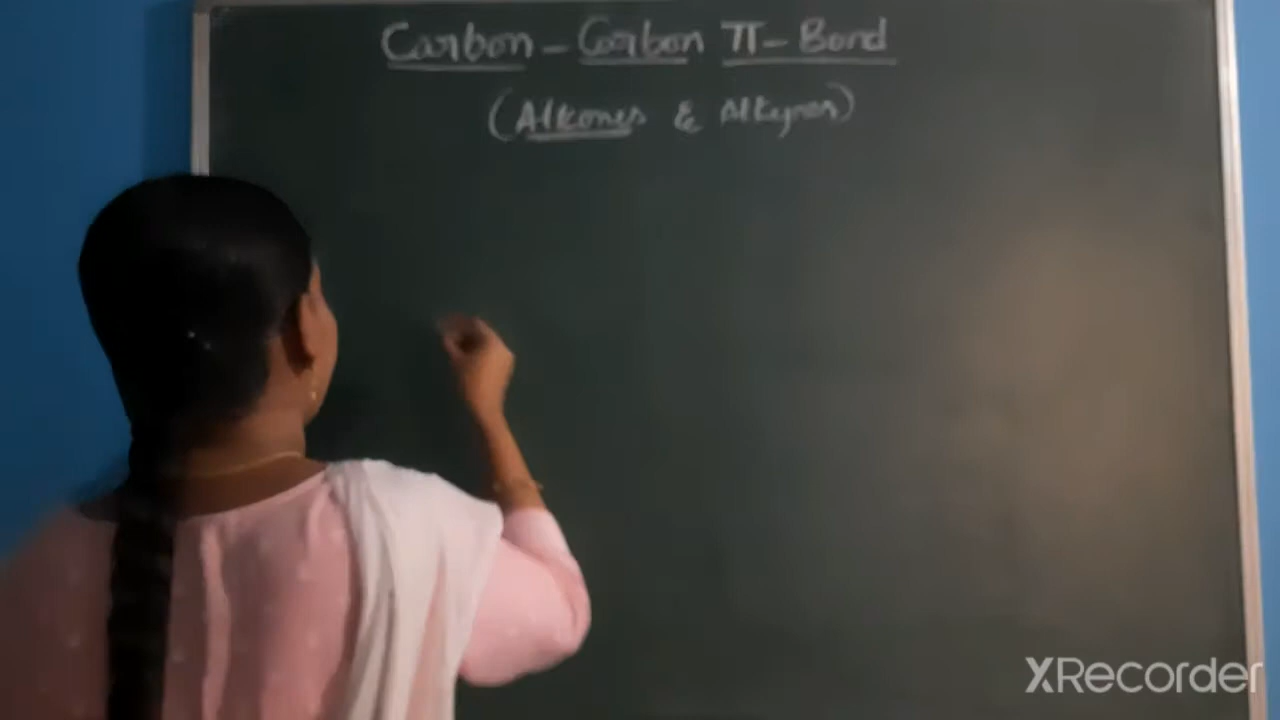 Carbon - Carbon π - Bond
(Alkenes & Alkynes)
XRecorder